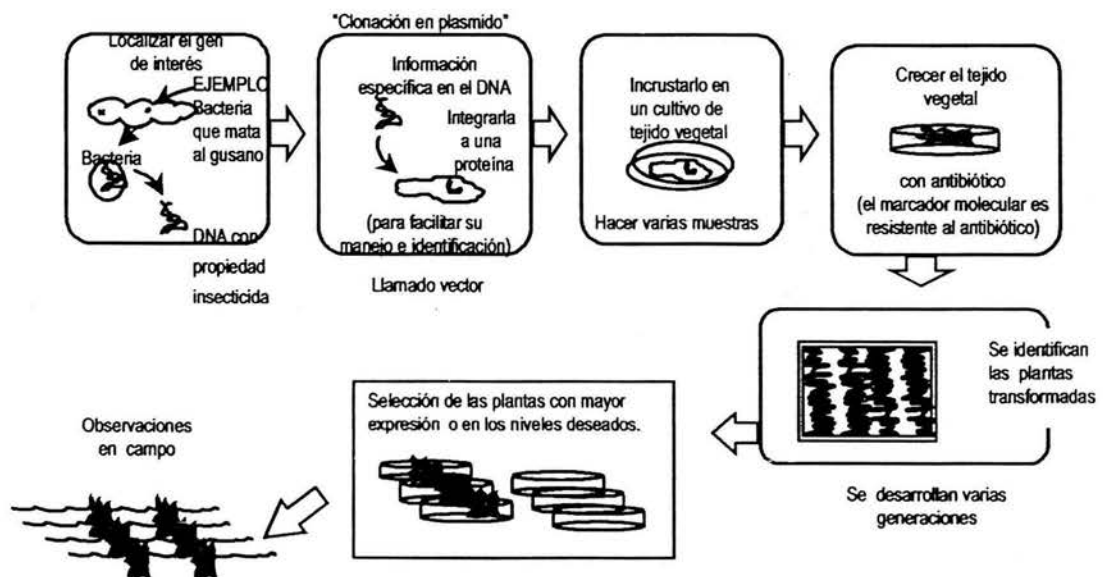 Localizar el gen
de interés
EJEMPLO
Bacteria
que mata
al gusano
Bacteria
DNA con
propiedad
insecticida
"Clonación en plasmido"
Información
específica en el DNA
Integrarla
a una
proteína
(para facilitar su
manejo e identificación)
Llamado vector
Incrustarlo en
un cultivo de
tejido vegetal
Hacer varias muestras
Crecer el tejido
vegetal
con antibiótico
(el marcador molecular es
resistente al antibiótico)
Se identifican
las plantas
transformadas
Se desarrollan varias
generaciones
Selección de las plantas con mayor
expresión o en los niveles deseados.
Observaciones
en campo